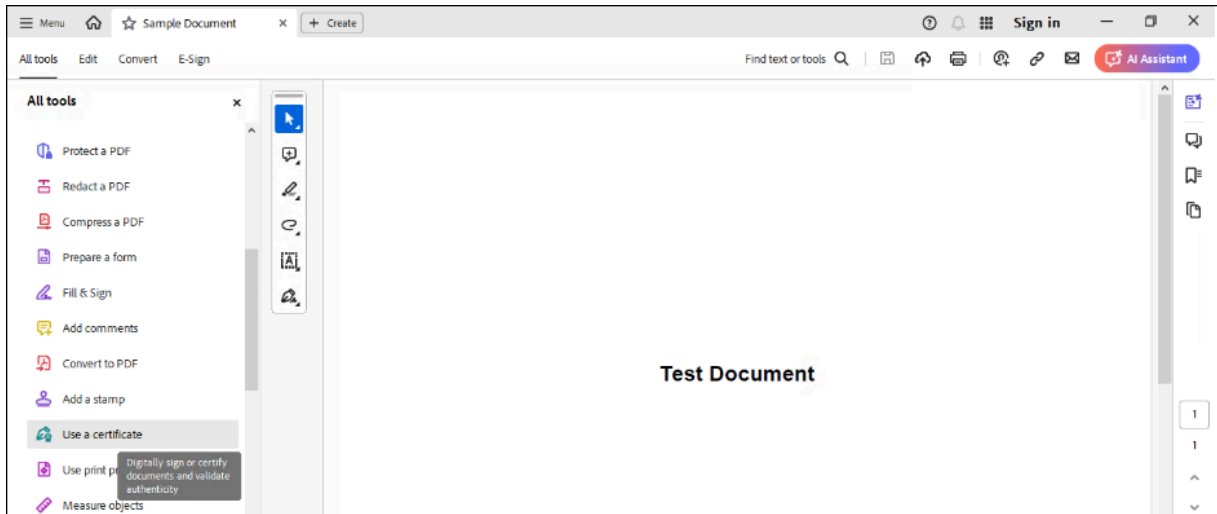 Menu
Sample Document
Create
Sign in
All tools
Edit
Convert
E-Sign
Find text or tools
AI Assistant
All tools
Protect a PDF
Redact a PDF
Compress a PDF
Prepare a form
Fill & Sign
Add comments
Convert to PDF
Add a stamp
Use a certificate
Use print
Digitally sign or certify
documents and validate
authenticity
Measure objects
Test Document
1
1